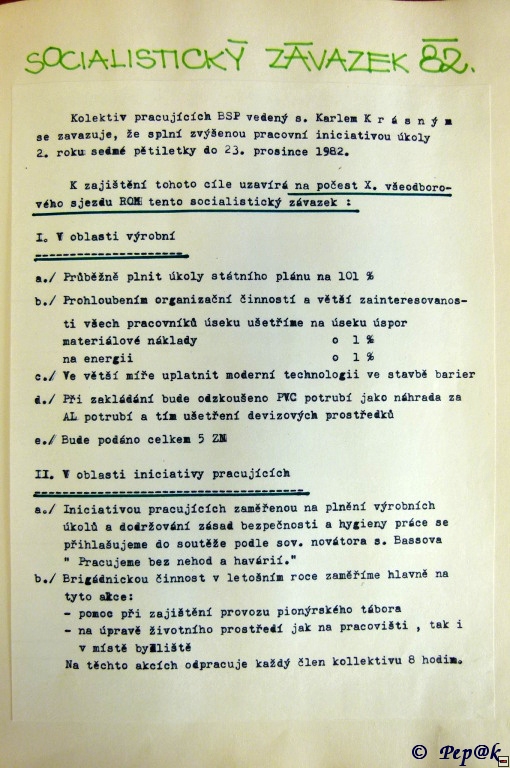 SOCIALISTICKÝ ZÁVAZEK 82.
Kolektiv pracujících BSP vedený s. Karlem K r á s n ý m
se zavazuje, že splní zvýšenou pracovní iniciativou úkoly
2. roku sedmé pětiletky do 23. prosince 1982.
K zajištění tohoto cíle uzavírá na počest X. všeodboro-
vého sjezdu ROH tento socialistický závazek :
I. V oblasti výrobní
a./ Průběžně plnit úkoly státního plánu na 101 %
b./ Prohloubením organizační činností a větší zainteresovanos-
ti všech pracovníků úseku ušetříme na úseku úspor
materiálové náklady o 1 %
na energii o 1 %
c./ Ve větší míře uplatnit moderní technologii ve stavbě barier
d./ Při zakládání bude odzkoušeno PVC potrubí jako náhrada za
AL potrubí a tím ušetření devizových prostředků
e./ Bude podáno celkem 5 ZN
II. V oblasti iniciativy pracujících
a./ Iniciativou pracujících zaměřenou na plnění výrobních
úkolů a dodržování zásad bezpečnosti a hygieny práce se
přihlašujeme do soutěže podle sov. novátora s. Bassova
" Pracujeme bez nehod a havárií."
b./ Brigádnickou činnost v letošním roce zaměříme hlavně na
tyto akce:
- pomoc při zajištění provozu pionýrského tábora
- na úpravě životního prostředí jak na pracovišti , tak i
v místě bydliště
Na těchto akcích odpracuje každý člen kollektivu 8 hodin.
© Pep@k